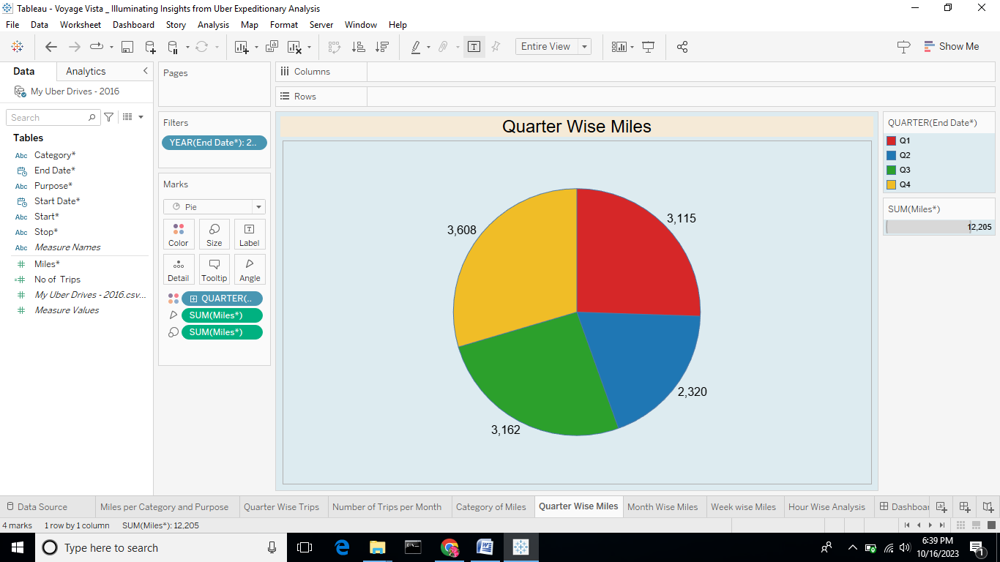 Tableau - Voyage Vista _ Illuminating Insights from Uber Expeditionary Analysis
File Data Worksheet Dashboard Story Analysis Map Format Server Window Help
Entire View
Show Me
Data Analytics
My Uber Drives - 2016
Search
Tables
Abc Category*
End Date*
Abc Purpose*
Start Date*
Abc Start*
Abc Stop*
Abc Measure Names
# Miles*
=# No of Trips
# My Uber Drives - 2016.csv...
# Measure Values
Pages
Filters
YEAR(End Date*): 2..
Marks
Pie
Color Size Label
Detail Tooltip Angle
QUARTER(..
SUM(Miles*)
SUM(Miles*)
Columns
Rows
Quarter Wise Miles
3,115
3,608
2,320
3,162
QUARTER(End Date*)
Q1
Q2
Q3
Q4
SUM(Miles*)
12,205
Data Source Miles per Category and Purpose Quarter Wise Trips Number of Trips per Month Category of Miles Quarter Wise Miles Month Wise Miles Week wise Miles Hour Wise Analysis Dashboar
4 marks 1 row by 1 column SUM(Miles*): 12,205
Type here to search
6:39 PM
10/16/2023
1